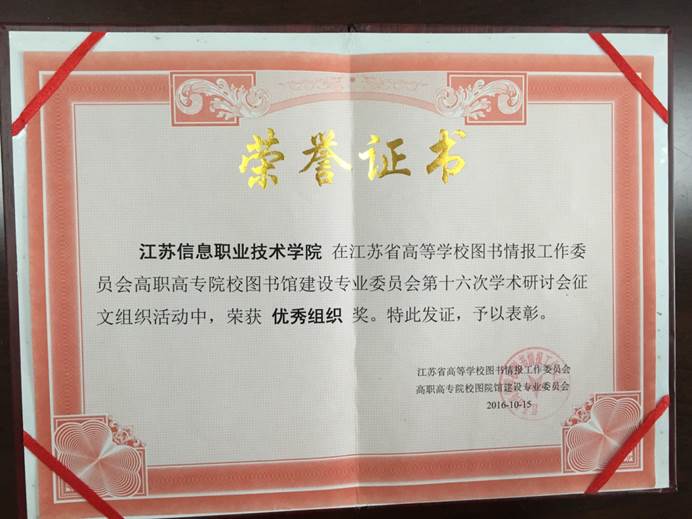 荣誉证书
江苏信息职业技术学院 在江苏省高等学校图书情报工作委
员会高职高专院校图书馆建设专业委员会第十六次学术研讨会征
文组织活动中，荣获 优秀组织 奖。特此发证，予以表彰。
江苏省高等学校图书情报工作委员会
高职高专院校图院馆建设专业委员会
2016-10-15